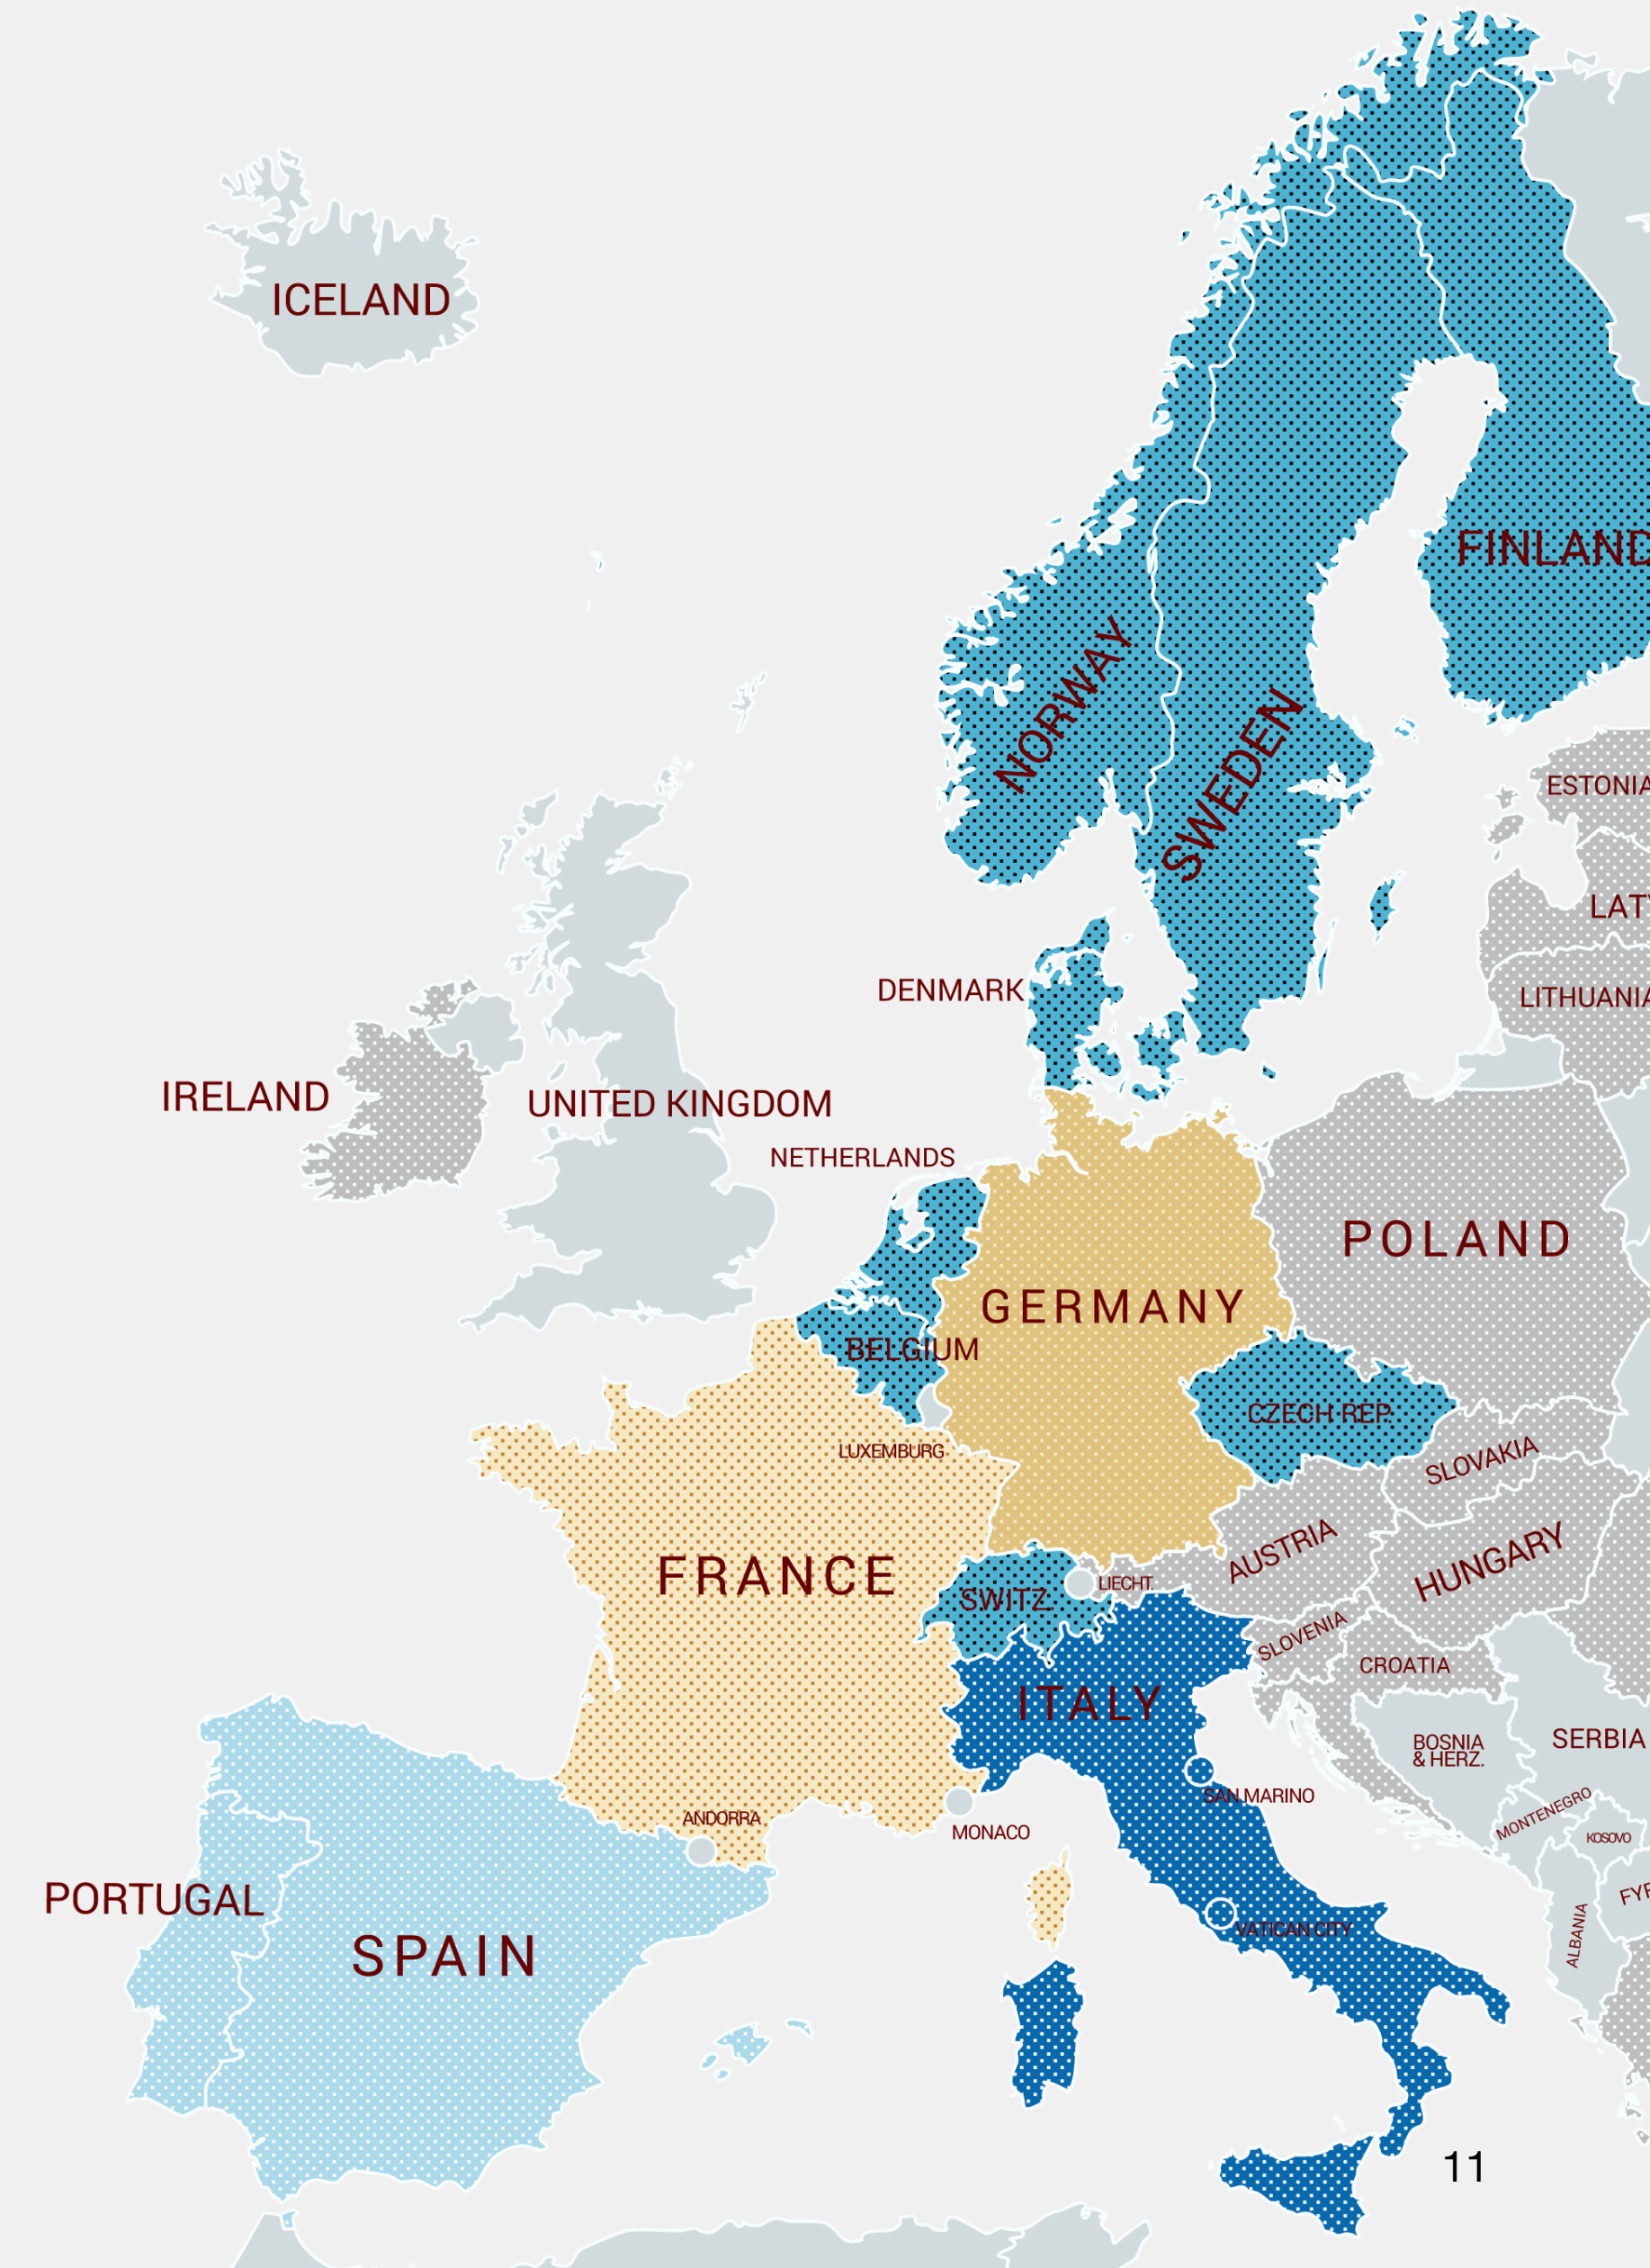 ICELAND
FINLAND
NORWAY
SWEDEN
ESTONIA
LAT
DENMARK
LITHUANIA
IRELAND
UNITED KINGDOM
NETHERLANDS
POLAND
GERMANY
BELGIUM
CZECH REP.
LUXEMBURG
SLOVAKIA
AUSTRIA
HUNGARY
FRANCE
LIECHT.
SWITZ.
SLOVENIA
CROATIA
ITALY
BOSNIA
& HERZ.
SERBIA
SAN MARINO
ANDORRA
MONACO
MONTENEGRO
KOSOVO
PORTUGAL
FYR
VATICAN CITY
ALBANIA
SPAIN
11